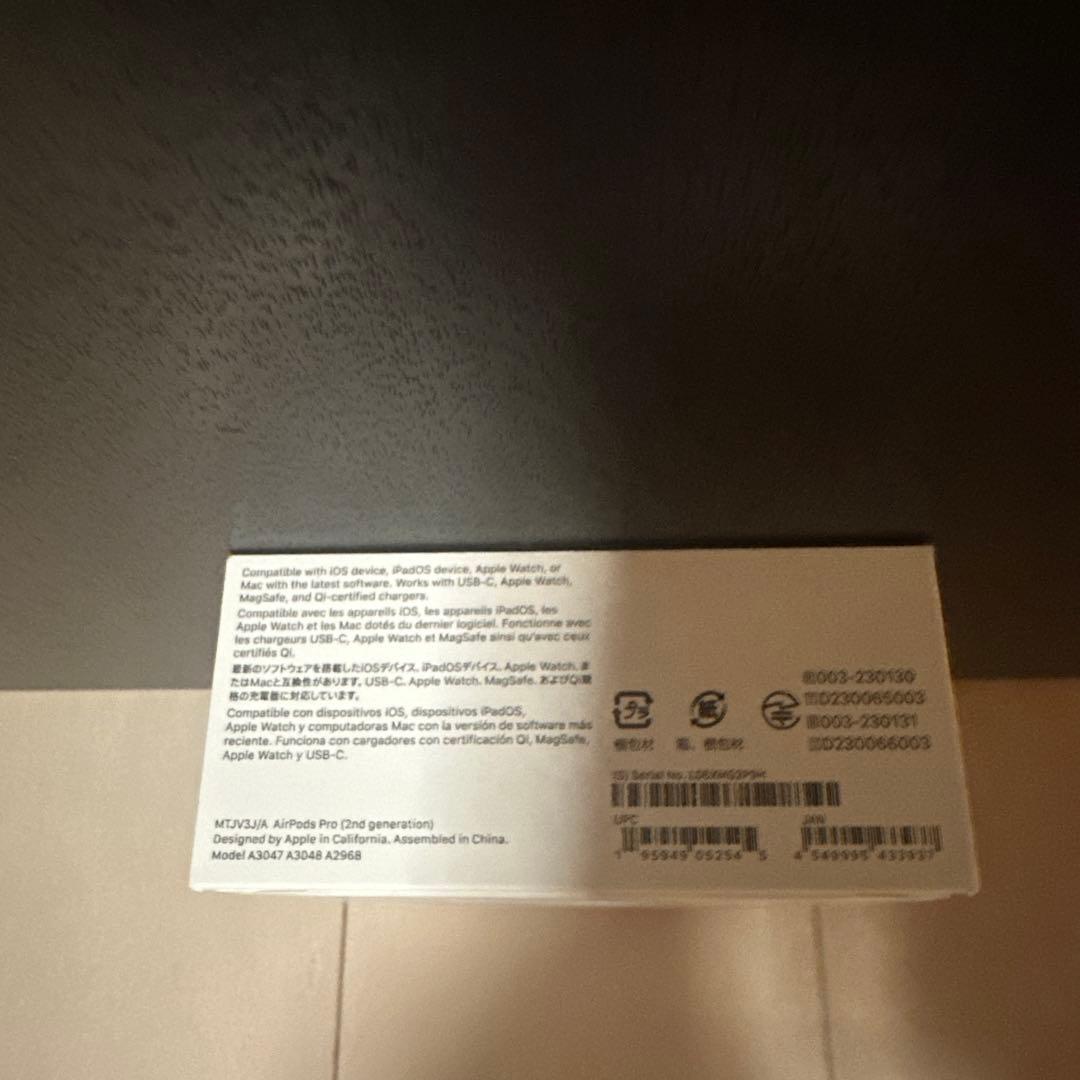 Compatible with iOS device, iPadOS device, Apple Watch, or
Mac with the latest software. Works with USB-C, Apple Watch,
MagSafe, and Qi-certified chargers.
Compatible avec les appareils iOS, les appareils iPadOS, les
Apple Watch et les Mac dotés du dernier logiciel. Fonctionne avec
les chargeurs USB-C, Apple Watch et MagSafe ainsi qu'avec ceux
certifiés Qi.
最新のソフトウェアを搭載したiOSデバイス、iPadOSデバイス、Apple Watch、ま
たはMacと互換性があります。USB-C、Apple Watch、MagSafe、およびQi規
格の充電器に対応しています。
Compatible con dispositivos iOS, dispositivos iPadOS,
Apple Watch y computadoras Mac con la versión de software más
reciente. Funciona con cargadores con certificación Qi, MagSafe,
Apple Watch y USB-C.
MTJV3J/A AirPods Pro (2nd generation)
Designed by Apple in California. Assembled in China.
Model A3047 A3048 A2968
プラ
紙
梱包材
箱、梱包材
003-230130
D230065003
003-230131
D230066003
(S) Serial No.
UPC
1 95949 05254 5
JAN
4 549995 433937